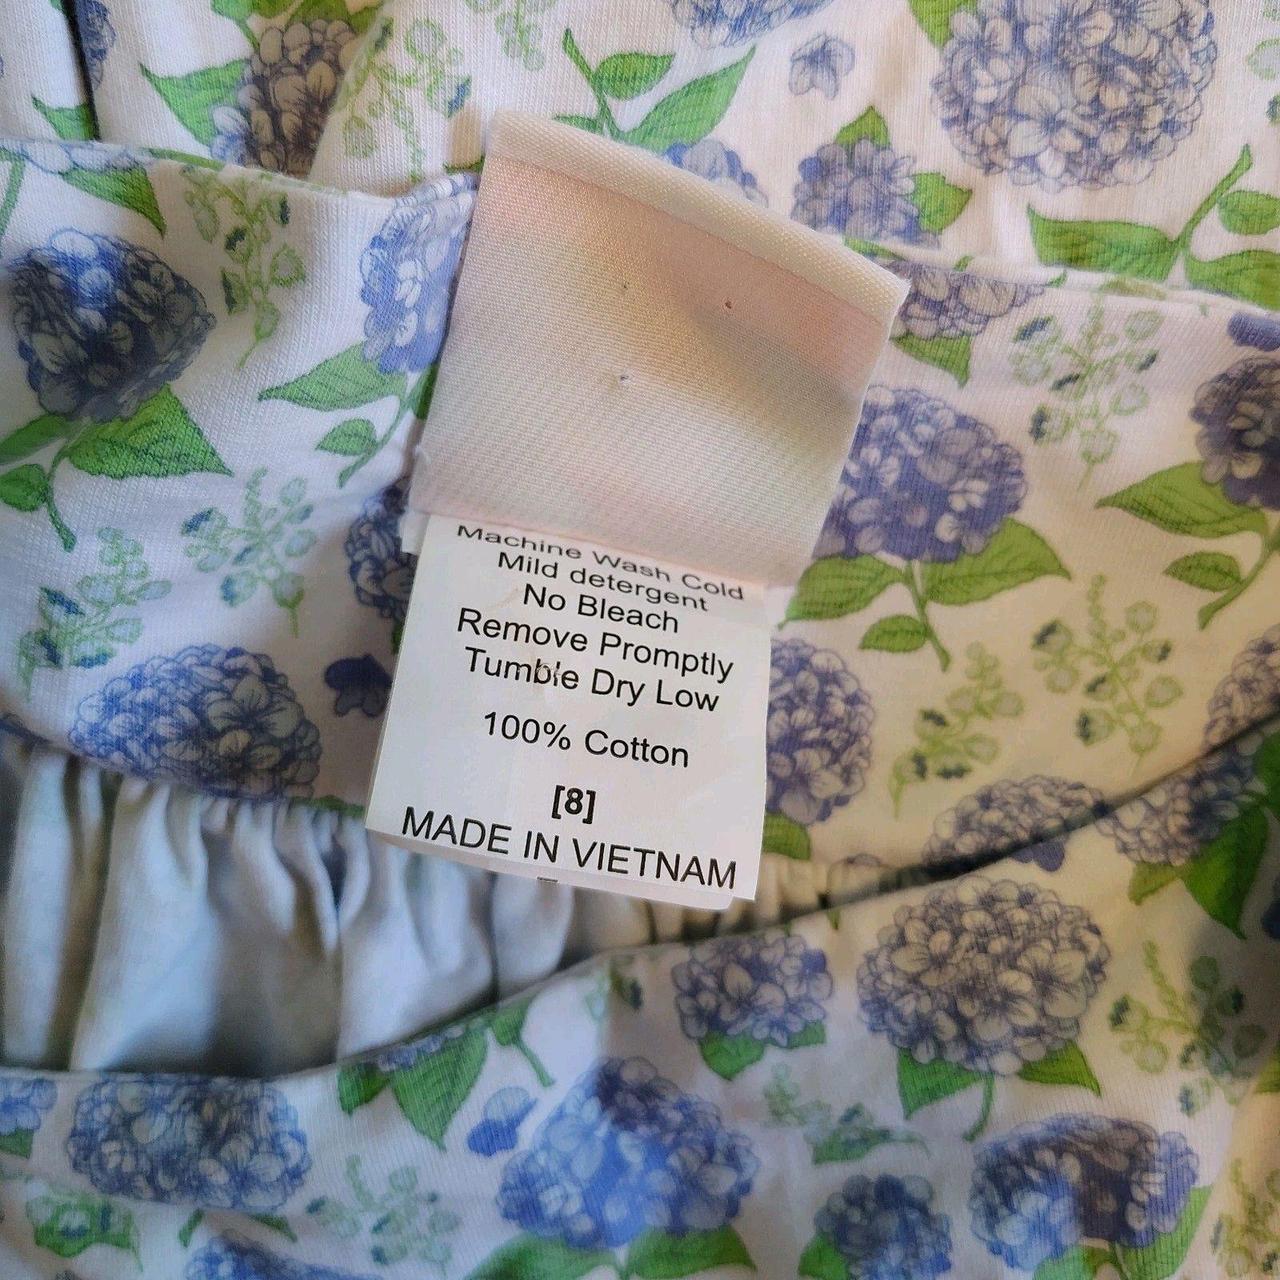 Machine Wash Cold
Mild detergent
No Bleach
Remove Promptly
Tumble Dry Low
100% Cotton
[8]
MADE IN VIETNAM